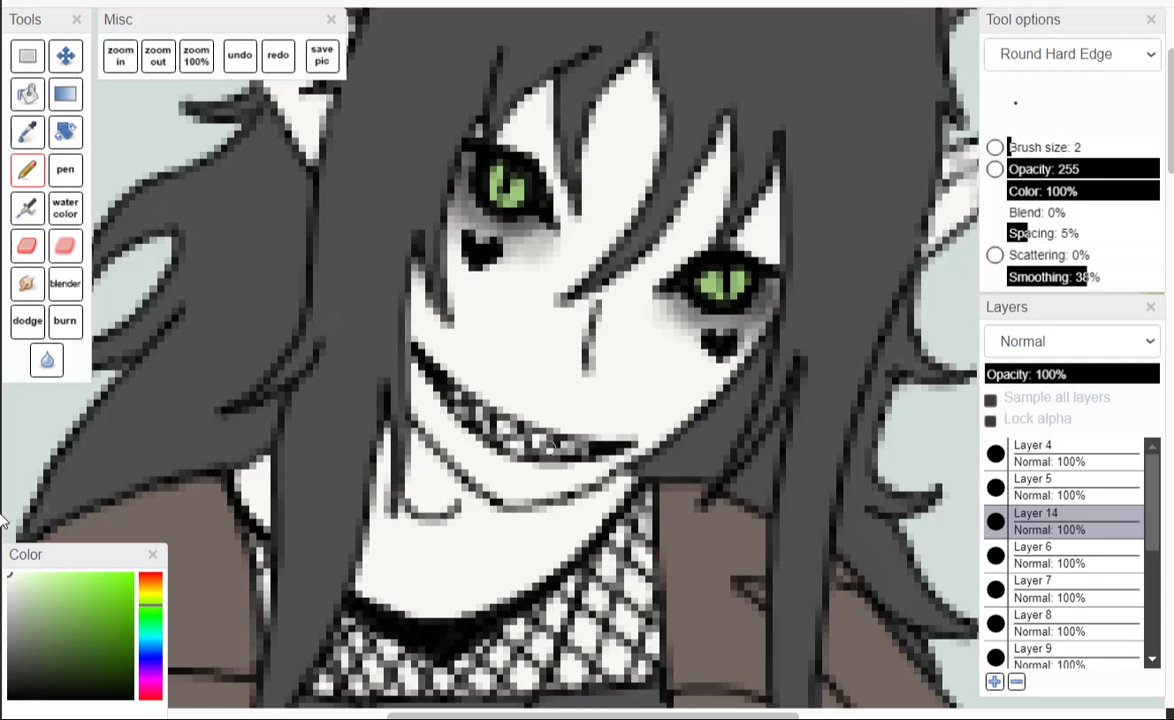 Tools
Misc
zoom in
zoom out
zoom 100%
undo
redo
save pic
pen
water color
blender
dodge
burn
Color
Tool options
Round Hard Edge
Brush size: 2
Opacity: 255
Color: 100%
Blend: 0%
Spacing: 5%
Scattering: 0%
Smoothing: 38%
Layers
Normal
Opacity: 100%
Sample all layers
Lock alpha
Layer 4
Normal: 100%
Layer 5
Normal: 100%
Layer 14
Normal: 100%
Layer 6
Normal: 100%
Layer 7
Normal: 100%
Layer 8
Normal: 100%
Layer 9
Normal: 100%